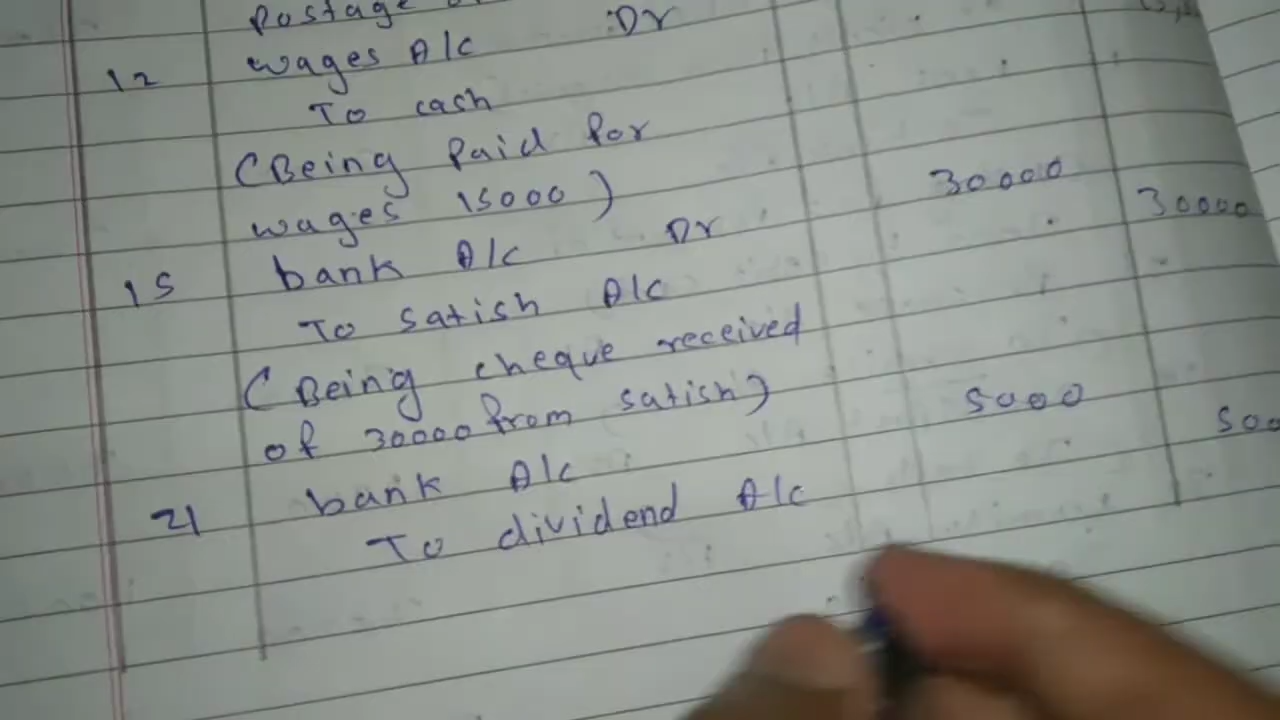 Postage
12 wages A/c Dr
To cash
(Being Paid for
wages 15000)
15 bank A/c Dr 30000
To satish A/c 30000
(Being cheque received
of 30000 from satish)
21 bank A/c 5000
To dividend A/c 500